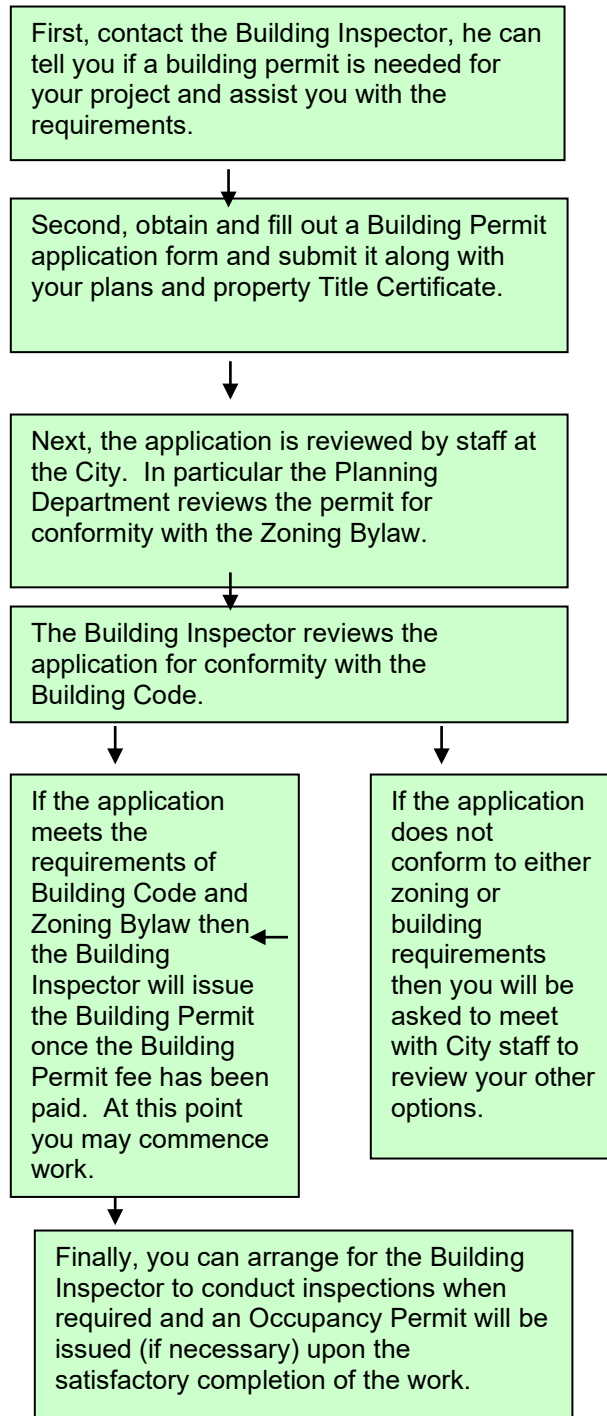 First, contact the Building Inspector, he can
tell you if a building permit is needed for
your project and assist you with the
requirements.
Second, obtain and fill out a Building Permit
application form and submit it along with
your plans and property Title Certificate.
Next, the application is reviewed by staff at
the City.  In particular the Planning
Department reviews the permit for
conformity with the Zoning Bylaw.
The Building Inspector reviews the
application for conformity with the
Building Code.
If the application
meets the
requirements of
Building Code and
Zoning Bylaw then
the Building
Inspector will issue
the Building Permit
once the Building
Permit fee has been
paid.  At this point
you may commence
work.
If the application
does not
conform to either
zoning or
building
requirements
then you will be
asked to meet
with City staff to
review your other
options.
Finally, you can arrange for the Building
Inspector to conduct inspections when
required and an Occupancy Permit will be
issued (if necessary) upon the
satisfactory completion of the work.